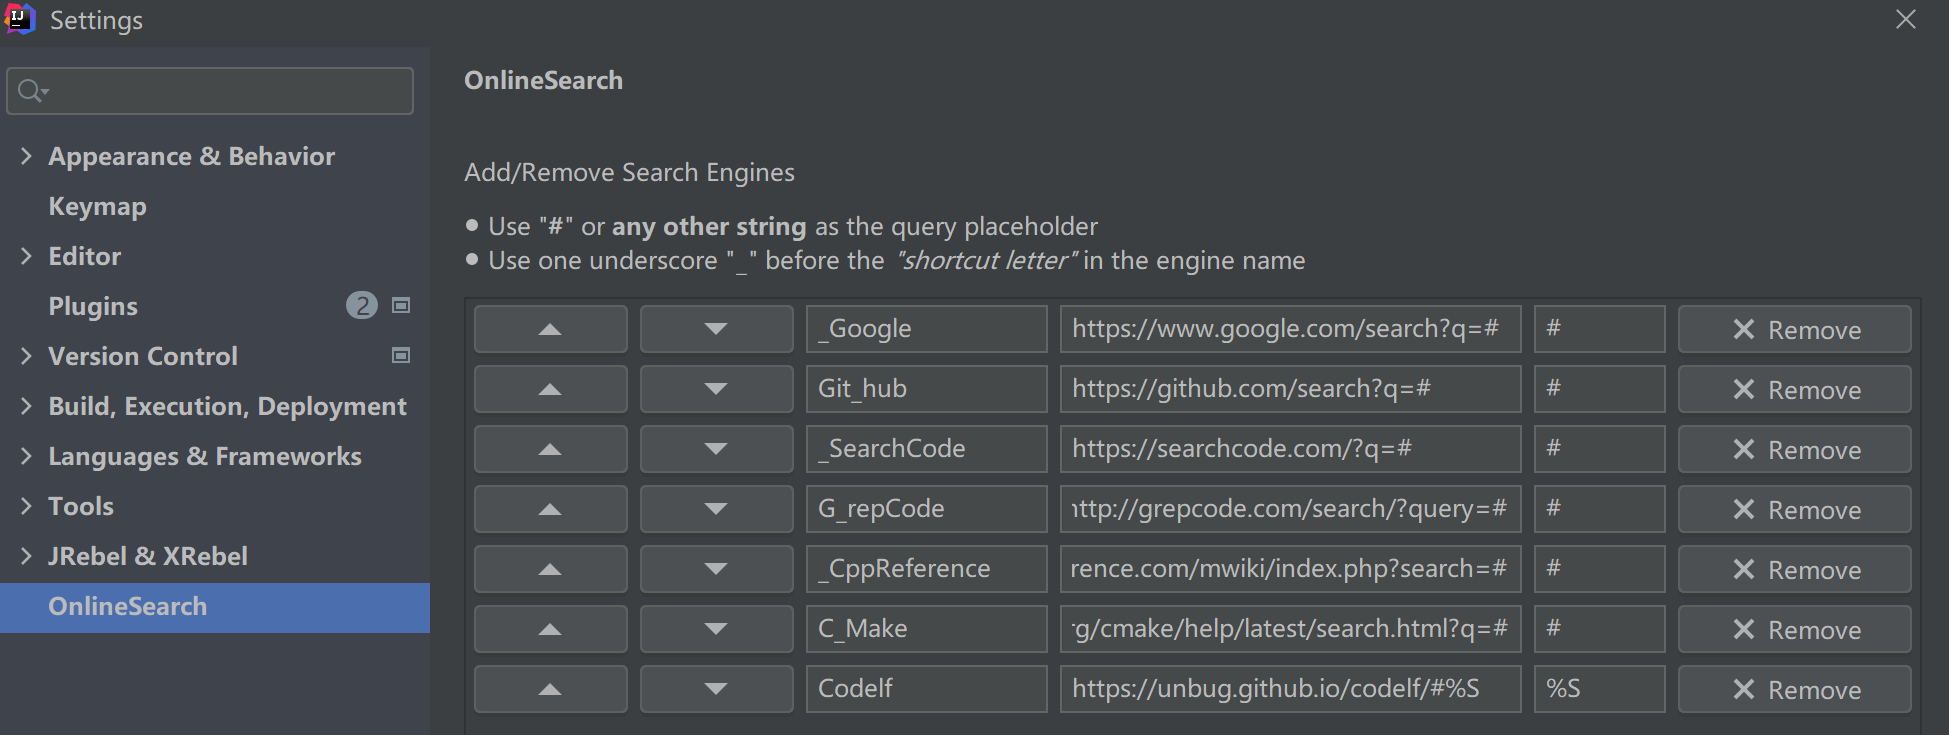 IJ
Settings
Appearance & Behavior
Keymap
Editor
Plugins 2
Version Control
Build, Execution, Deployment
Languages & Frameworks
Tools
JRebel & XRebel
OnlineSearch
OnlineSearch
Add/Remove Search Engines
Use "#" or any other string as the query placeholder
Use one underscore "_" before the "shortcut letter" in the engine name
_Google https://www.google.com/search?q=# # Remove
Git_hub https://github.com/search?q=# # Remove
_SearchCode https://searchcode.com/?q=# # Remove
G_repCode http://grepcode.com/search/?query=# # Remove
_CppReference rence.com/mwiki/index.php?search=# # Remove
C_Make rg/cmake/help/latest/search.html?q=# # Remove
Codelf https://unbug.github.io/codelf/#%S %S Remove